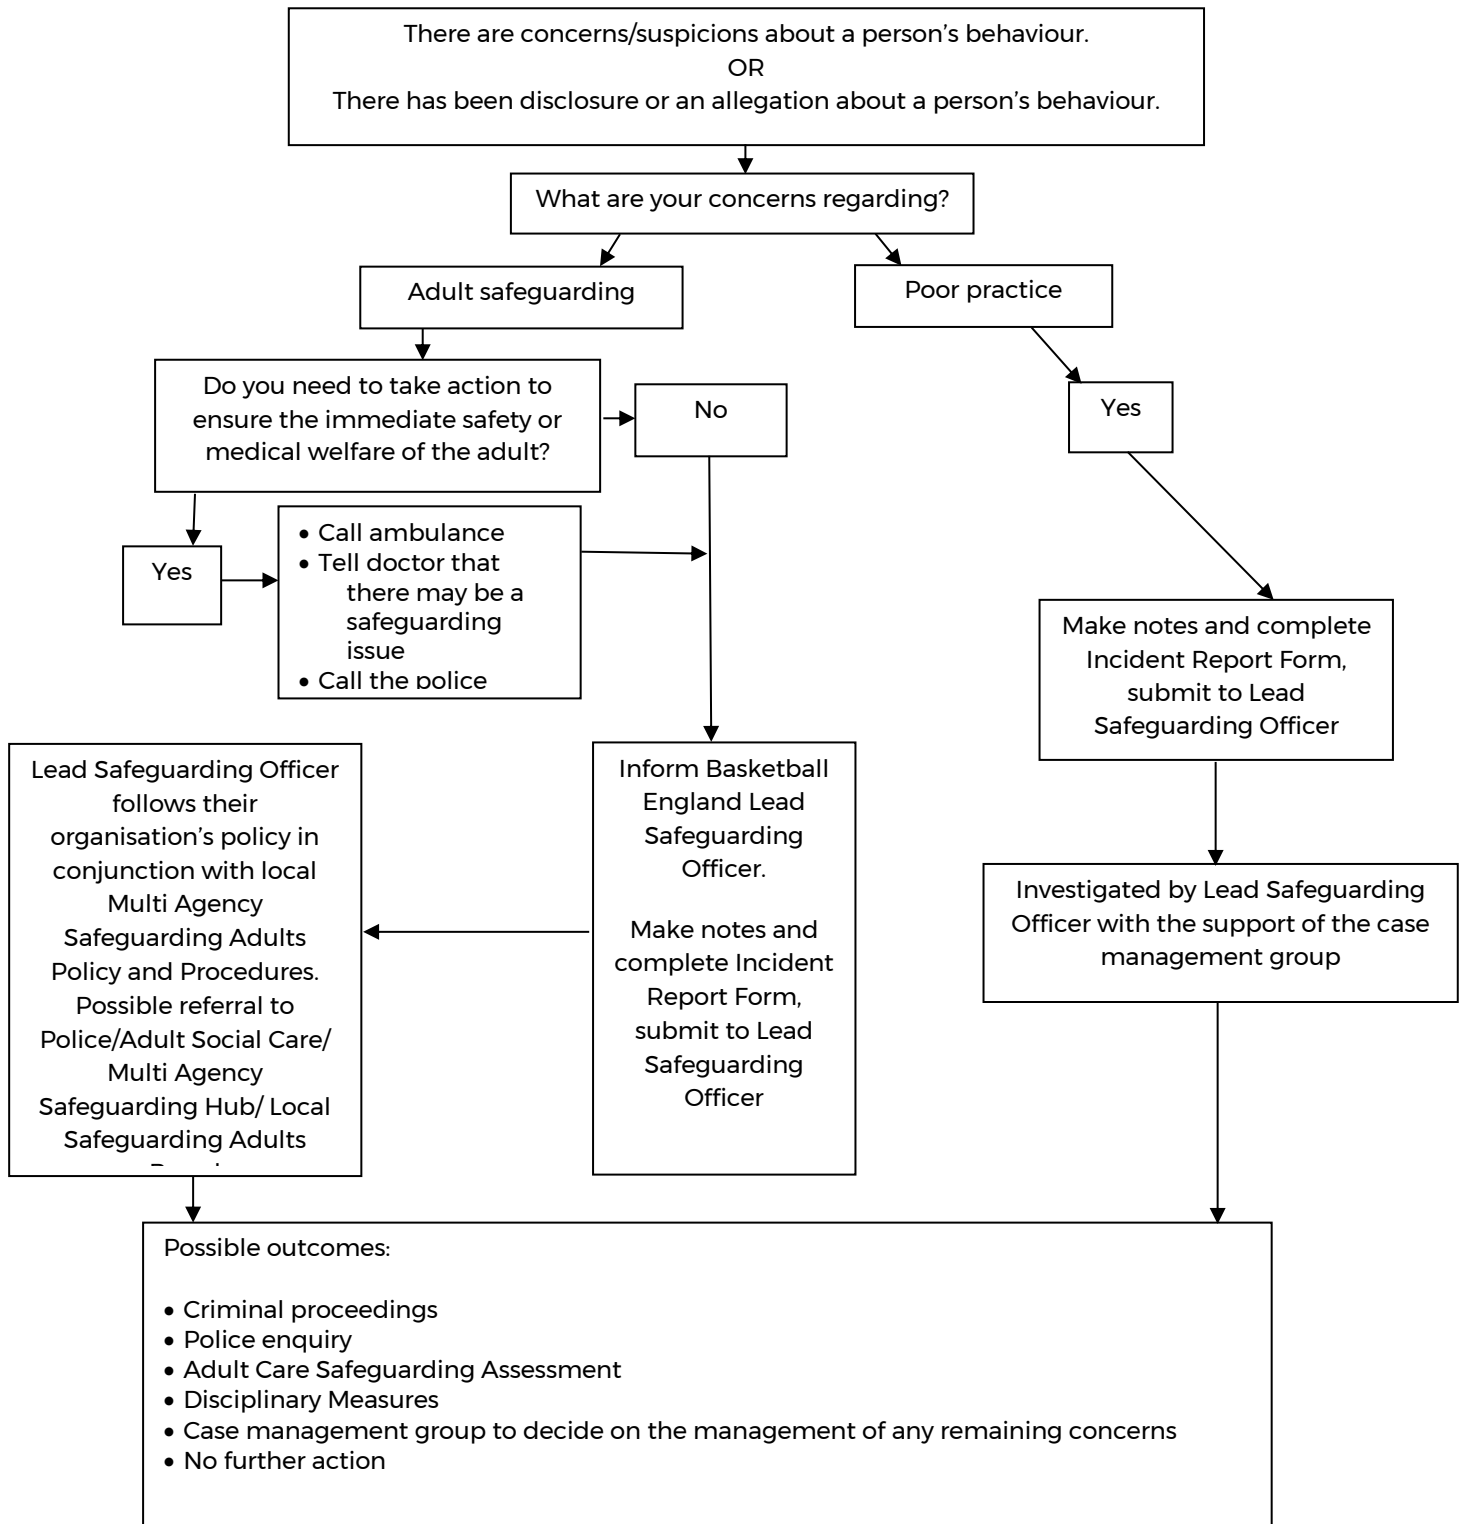 There are concerns/suspicions about a person’s behaviour.
OR
There has been disclosure or an allegation about a person’s behaviour.
What are your concerns regarding?
Adult safeguarding
Poor practice
Do you need to take action to
ensure the immediate safety or
medical welfare of the adult?
No
Yes
Yes
• Call ambulance
• Tell doctor that
there may be a
safeguarding
issue
• Call the police
Make notes and complete
Incident Report Form,
submit to Lead
Safeguarding Officer
Lead Safeguarding Officer
follows their
organisation’s policy in
conjunction with local
Multi Agency
Safeguarding Adults
Policy and Procedures.
Possible referral to
Police/Adult Social Care/
Multi Agency
Safeguarding Hub/ Local
Safeguarding Adults
Inform Basketball
England Lead
Safeguarding
Officer.
Make notes and
complete Incident
Report Form,
submit to Lead
Safeguarding
Officer
Investigated by Lead Safeguarding
Officer with the support of the case
management group
Possible outcomes:
• Criminal proceedings
• Police enquiry
• Adult Care Safeguarding Assessment
• Disciplinary Measures
• Case management group to decide on the management of any remaining concerns
• No further action